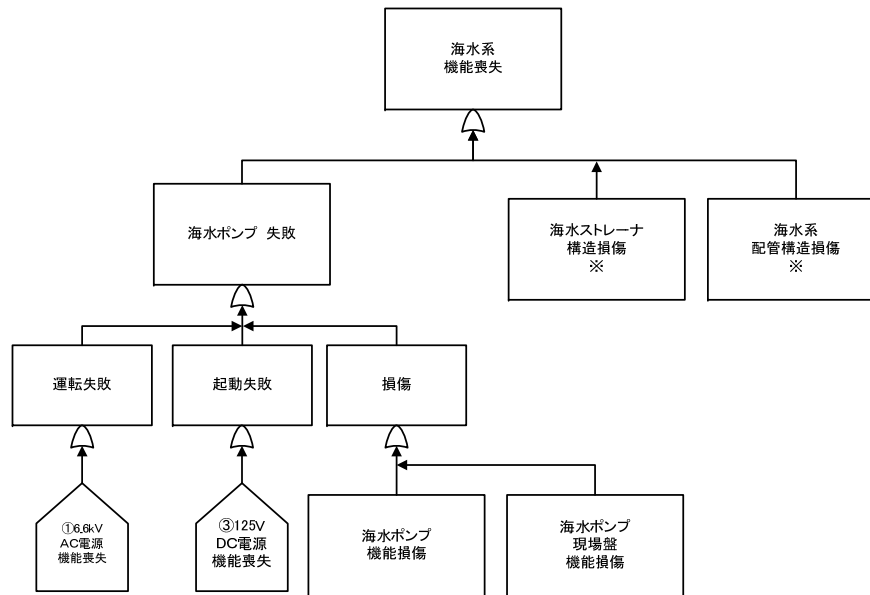 海水系
機能喪失
海水ポンプ 失敗
海水ストレーナ
構造損傷
※
海水系
配管構造損傷
※
運転失敗
起動失敗
損傷
①6.6kV
AC電源
機能喪失
③125V
DC電源
機能喪失
海水ポンプ
機能損傷
海水ポンプ
現場盤
機能損傷